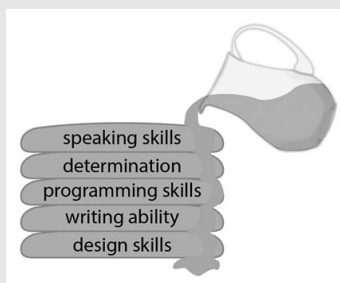 speaking skills
determination
programming skills
writing ability
design skills